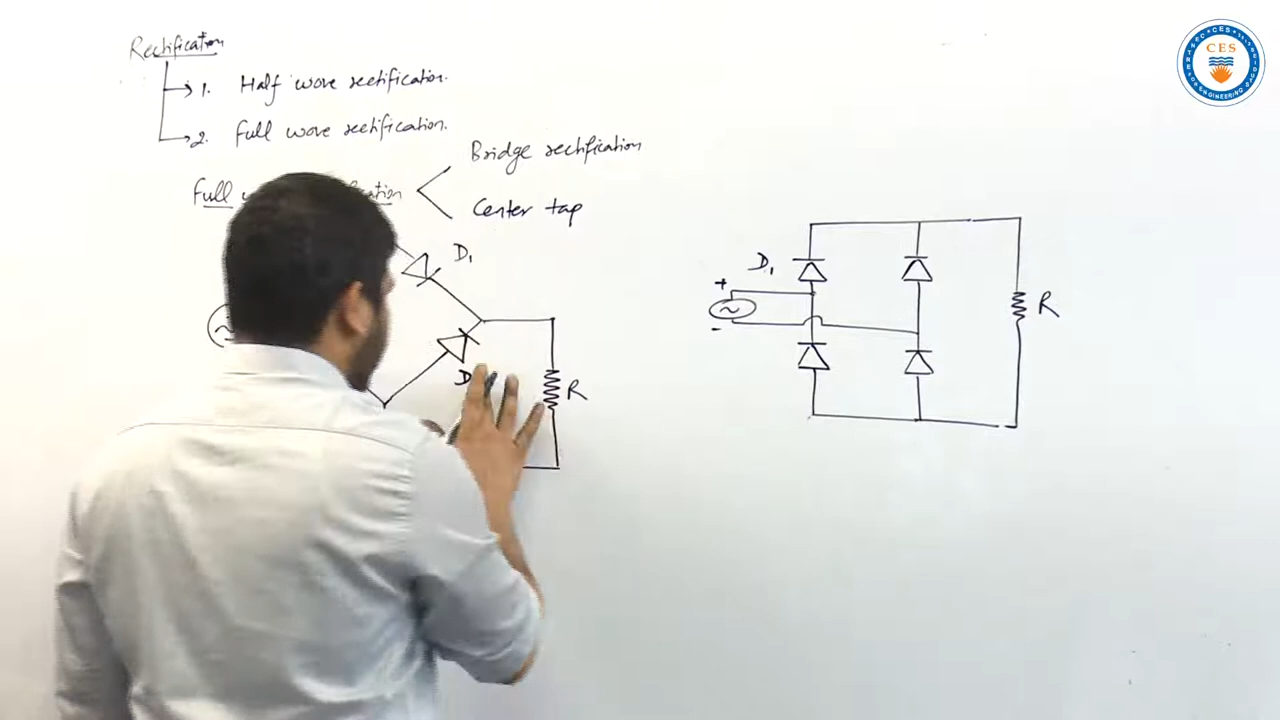 Rectification
1. Half wave rectification.
2. Full wave rectification.
Full
Bridge rectification
Center tap
D1
D
R
D1
+
-
R
CES